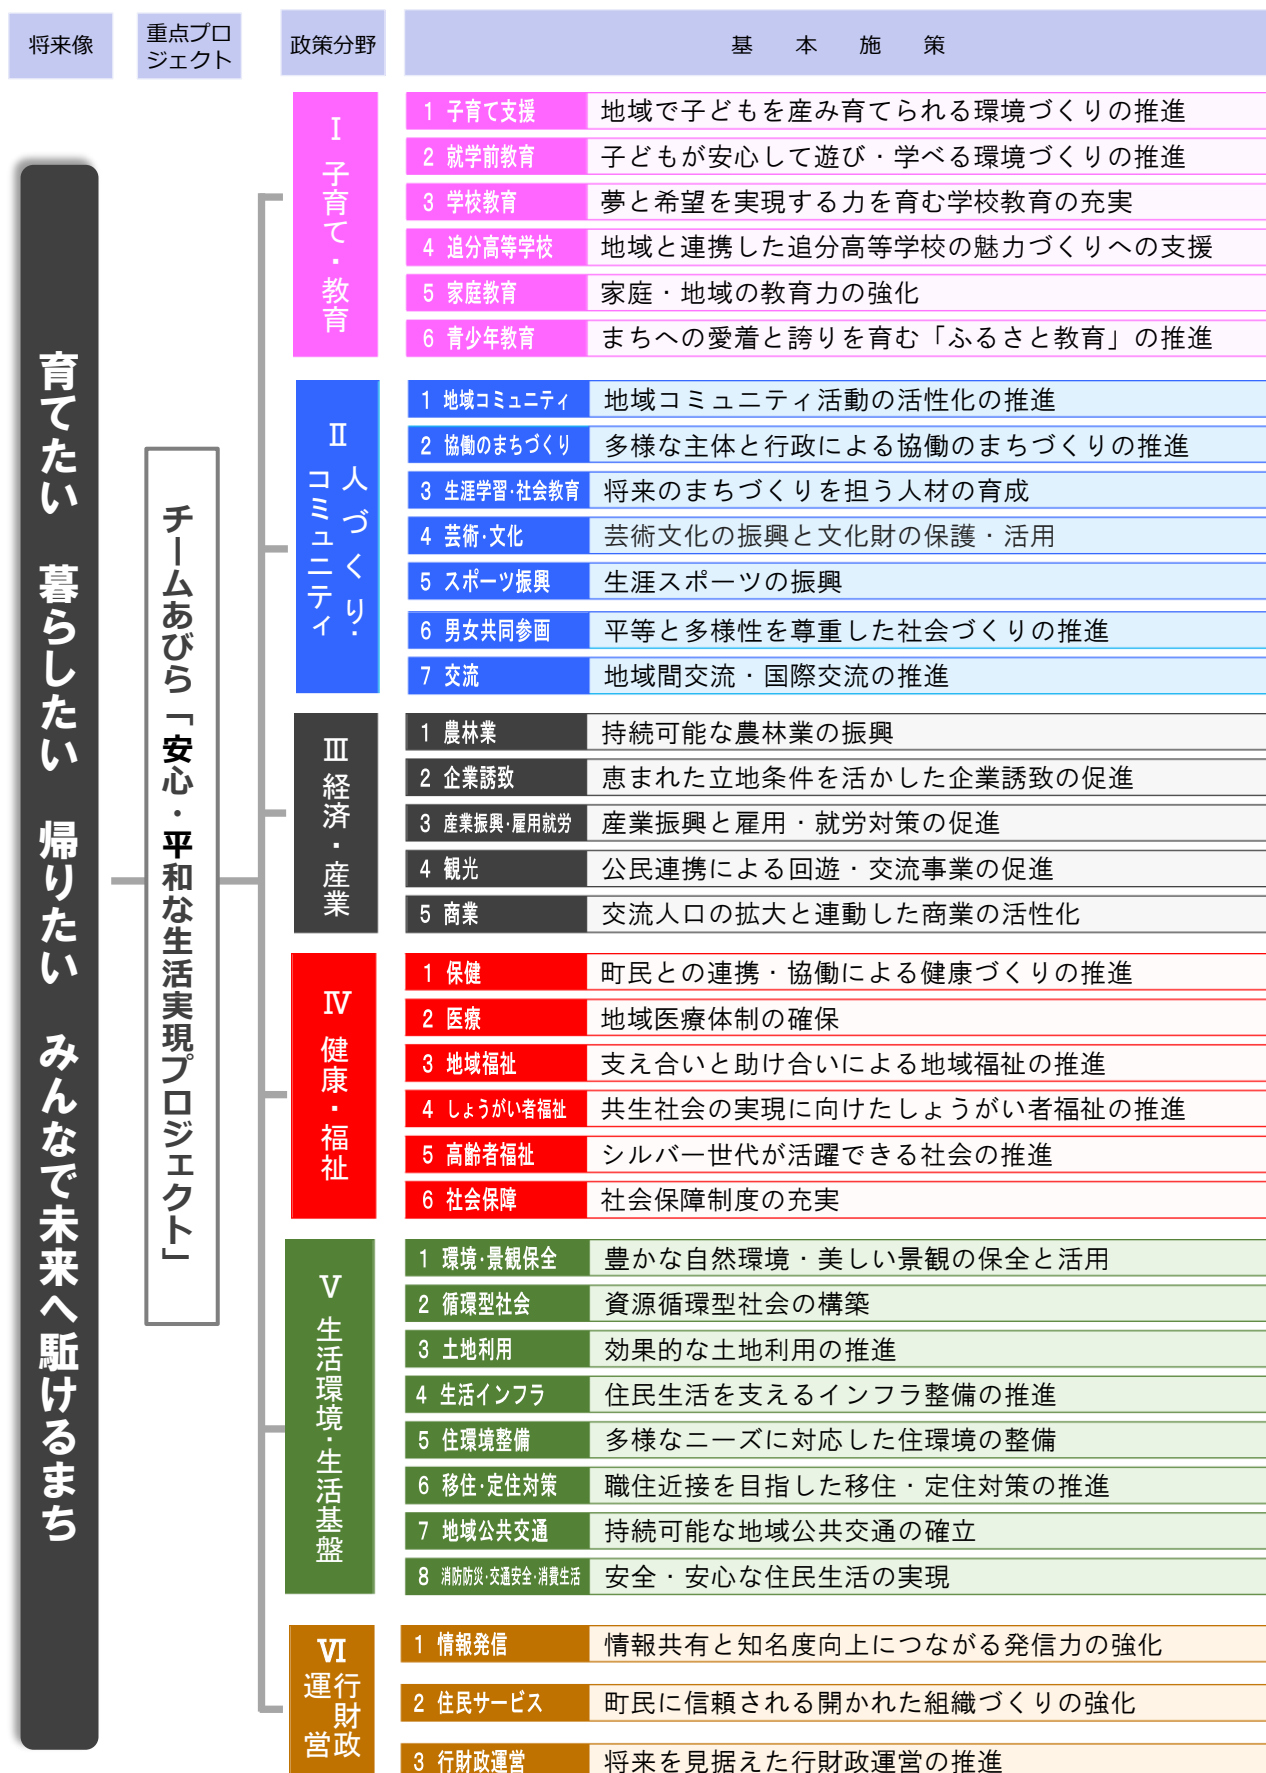 将来像
重点プロ
ジェクト
政策分野
基本施策
育てたい 暮らしたい 帰りたい みんなで未来へ駈けるまち
チームあびら「安心・平和な生活実現プロジェクト」
Ⅰ 子育て・教育
1 子育て支援 地域で子どもを産み育てられる環境づくりの推進
2 就学前教育 子どもが安心して遊び・学べる環境づくりの推進
3 学校教育 夢と希望を実現する力を育む学校教育の充実
4 追分高等学校 地域と連携した追分高等学校の魅力づくりへの支援
5 家庭教育 家庭・地域の教育力の強化
6 青少年教育 まちへの愛着と誇りを育む「ふるさと教育」の推進
Ⅱ
人づくり・
コミュニティ
1 地域コミュニティ 地域コミュニティ活動の活性化の推進
2 協働のまちづくり 多様な主体と行政による協働のまちづくりの推進
3 生涯学習・社会教育 将来のまちづくりを担う人材の育成
4 芸術・文化 芸術文化の振興と文化財の保護・活用
5 スポーツ振興 生涯スポーツの振興
6 男女共同参画 平等と多様性を尊重した社会づくりの推進
7 交流 地域間交流・国際交流の推進
Ⅲ 経済・産業
1 農林業 持続可能な農林業の振興
2 企業誘致 恵まれた立地条件を活かした企業誘致の促進
3 産業振興・雇用就労 産業振興と雇用・就労対策の促進
4 観光 公民連携による回遊・交流事業の促進
5 商業 交流人口の拡大と連動した商業の活性化
Ⅳ 健康・福祉
1 保健 町民との連携・協働による健康づくりの推進
2 医療 地域医療体制の確保
3 地域福祉 支え合いと助け合いによる地域福祉の推進
4 しょうがい者福祉 共生社会の実現に向けたしょうがい者福祉の推進
5 高齢者福祉 シルバー世代が活躍できる社会の推進
6 社会保障 社会保障制度の充実
Ⅴ 生活環境・生活基盤
1 環境・景観保全 豊かな自然環境・美しい景観の保全と活用
2 循環型社会 資源循環型社会の構築
3 土地利用 効果的な土地利用の推進
4 生活インフラ 住民生活を支えるインフラ整備の推進
5 住環境整備 多様なニーズに対応した住環境の整備
6 移住・定住対策 職住近接を目指した移住・定住対策の推進
7 地域公共交通 持続可能な地域公共交通の確立
8 消防防災・交通安全・消費生活 安全・安心な住民生活の実現
Ⅵ
行財政
運営
1 情報発信 情報共有と知名度向上につながる発信力の強化
2 住民サービス 町民に信頼される開かれた組織づくりの強化
3 行財政運営 将来を見据えた行財政運営の推進